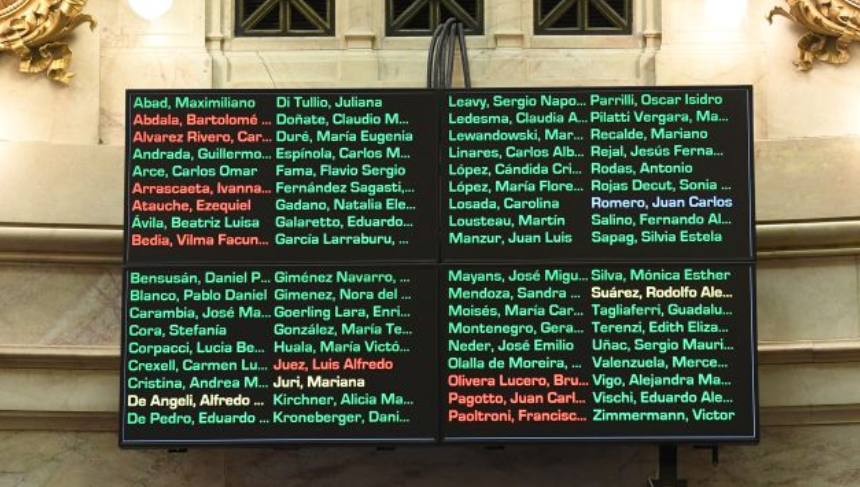 Abad, Maximiliano
Abdala, Bartolomé ...
Alvarez Rivero, Car...
Andrada, Guillermo...
Arce, Carlos Omar
Arrascaeta, Ivanna...
Atauche, Ezequiel
Ávila, Beatriz Luisa
Bedia, Vilma Facun...
Di Tullio, Juliana
Doñate, Claudio M...
Duré, María Eugenia
Espínola, Carlos M...
Fama, Flavio Sergio
Fernández Sagasti,...
Gadano, Natalia Ele...
Galaretto, Eduardo...
García Larraburu, ...
Leavy, Sergio Napo...
Ledesma, Claudia A...
Lewandowski, Mar...
Linares, Carlos Alb...
López, Cándida Cri...
López, María Flore...
Losada, Carolina
Lousteau, Martín
Manzur, Juan Luis
Parrilli, Oscar Isidro
Pilatti Vergara, Ma...
Recalde, Mariano
Rejal, Jesús Ferna...
Rodas, Antonio
Rojas Decut, Sonia ...
Romero, Juan Carlos
Salino, Fernando Al...
Sapag, Silvia Estela
Bensusán, Daniel P...
Blanco, Pablo Daniel
Carambia, José Ma...
Cora, Stefanía
Corpacci, Lucia Be...
Crexell, Carmen Lu...
Cristina, Andrea M...
De Angeli, Alfredo ...
De Pedro, Eduardo ...
Giménez Navarro, ...
Gimenez, Nora del ...
Goerling Lara, Enri...
González, María Te...
Huala, María Victó...
Juez, Luis Alfredo
Juri, Mariana
Kirchner, Alicia Ma...
Kroneberger, Dani...
Mayans, José Migu...
Mendoza, Sandra ...
Moisés, María Car...
Montenegro, Gera...
Neder, José Emilio
Olalla de Moreira, ...
Olivera Lucero, Bru...
Pagotto, Juan Carl...
Paoltroni, Francisc...
Silva, Mónica Esther
Suárez, Rodolfo Ale...
Tagliaferri, Guadalu...
Terenzi, Edith Eliza...
Uñac, Sergio Mauri...
Valenzuela, Merce...
Vigo, Alejandra Ma...
Vischi, Eduardo Ale...
Zimmermann, Victor